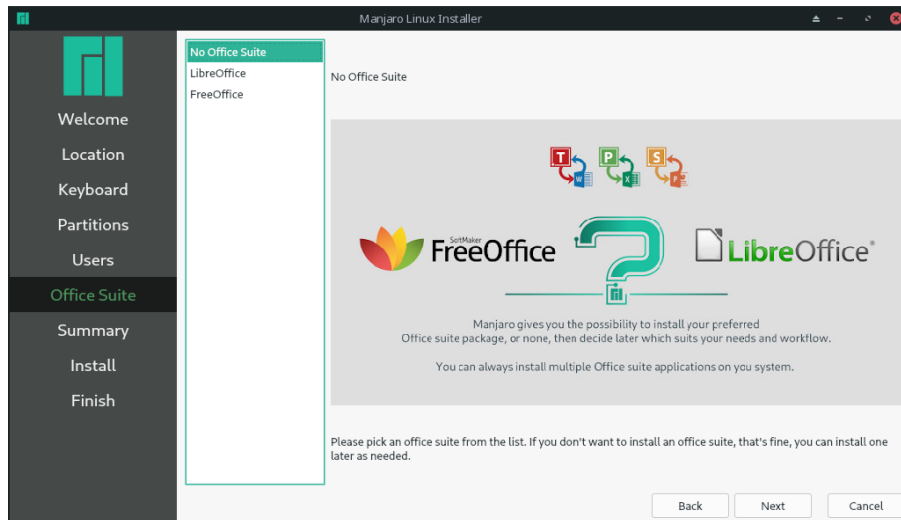 Manjaro Linux Installer
Welcome
Location
Keyboard
Partitions
Users
Office Suite
Summary
Install
Finish
No Office Suite
LibreOffice
FreeOffice
No Office Suite
T P S
W X P
SoftMaker
FreeOffice
LibreOffice®
Manjaro gives you the possibility to install your preferred
Office suite package, or none, then decide later which suits your needs and workflow.
You can always install multiple Office suite applications on you system.
Please pick an office suite from the list. If you don't want to install an office suite, that's fine, you can install one
later as needed.
Back Next Cancel